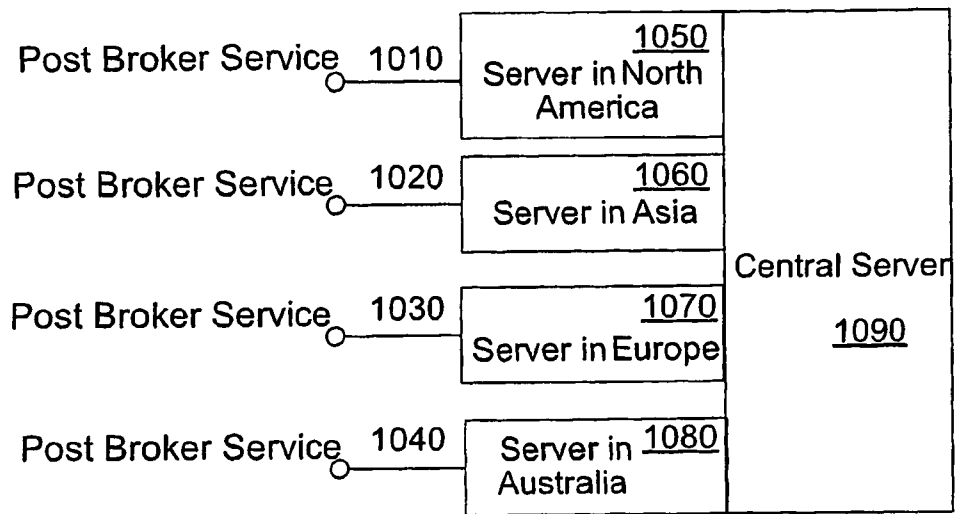 Post Broker Service 1010
1050
Server in North
America
Post Broker Service 1020
1060
Server in Asia
Central Server
1090
Post Broker Service 1030
1070
Server in Europe
Post Broker Service 1040
Server in 1080
Australia